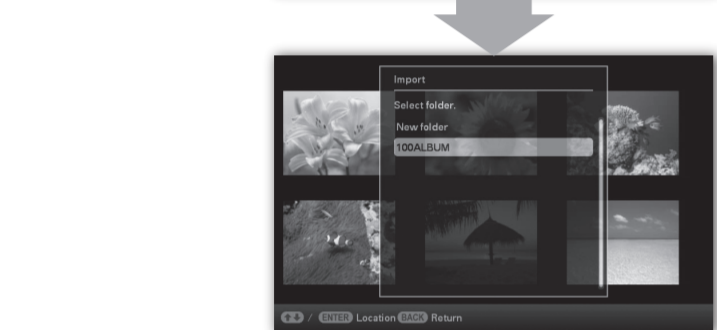 Import
Select folder.
New folder
100ALBUM
/ ENTER Location BACK Return